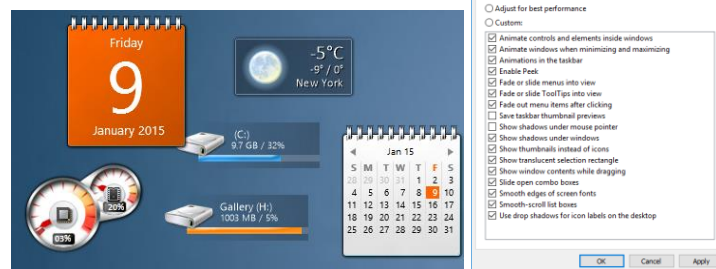 Friday
9
January 2015
-5°C
-9° / 0°
New York
(C:)
9.7 GB / 32%
Gallery (H:)
1003 MB / 5%
20%
03%
Jan 15
S M T W T F S
28 29 30 31 1 2 3
4 5 6 7 8 9 10
11 12 13 14 15 16 17
18 19 20 21 22 23 24
25 26 27 28 29 30 31
Adjust for best performance
Custom:
Animate controls and elements inside windows
Animate windows when minimizing and maximizing
Animations in the taskbar
Enable Peek
Fade or slide menus into view
Fade or slide ToolTips into view
Fade out menu items after clicking
Save taskbar thumbnail previews
Show shadows under mouse pointer
Show shadows under windows
Show thumbnails instead of icons
Show translucent selection rectangle
Show window contents while dragging
Slide open combo boxes
Smooth edges of screen fonts
Smooth-scroll list boxes
Use drop shadows for icon labels on the desktop
OK Cancel Apply